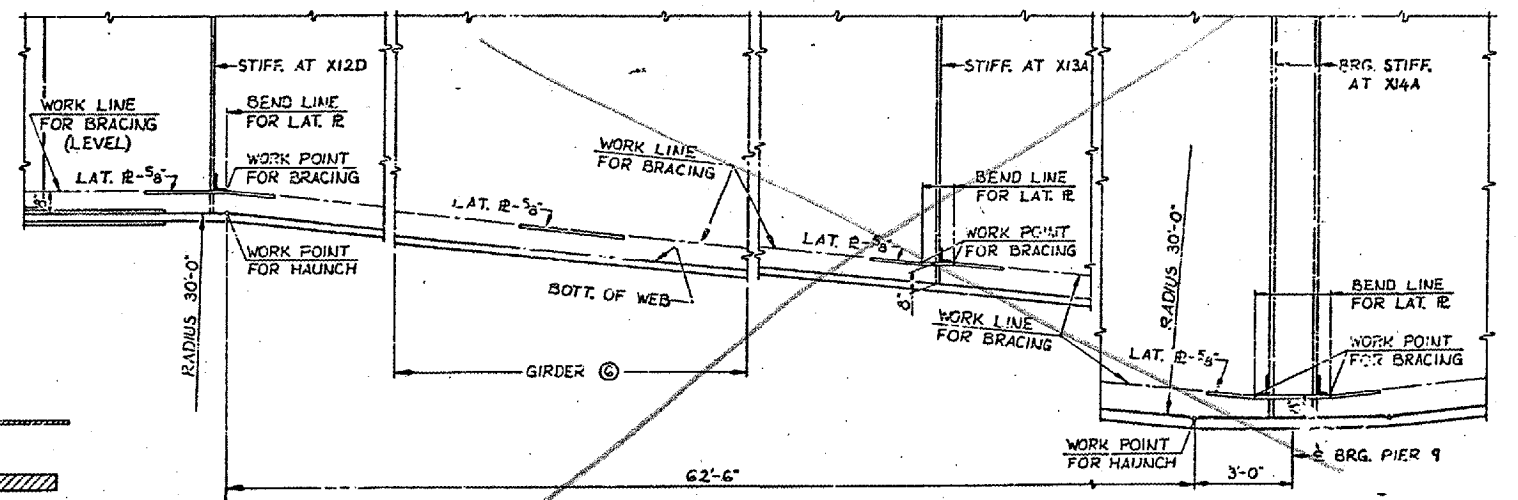 STIFF. AT X12D
STIFF. AT X13A
BRG. STIFF.
AT X14A
WORK LINE
FOR BRACING
(LEVEL)
BEND LINE
FOR LAT. PL
WORK POINT
FOR BRACING
LAT. PL-5/8"
8"
WORK POINT
FOR HAUNCH
RADIUS 30'-0"
LAT. PL-5/8"
WORK LINE
FOR BRACING
BOTT. OF WEB
GIRDER G
BEND LINE
FOR LAT. PL
LAT. PL-5/8"
WORK POINT
FOR BRACING
8"
WORK LINE
FOR BRACING
RADIUS 30'-0"
BEND LINE
FOR LAT. PL
WORK POINT
FOR BRACING
LAT. PL-5/8"
WORK POINT
FOR HAUNCH
BRG. PIER 9
62'-6"
3'-0"